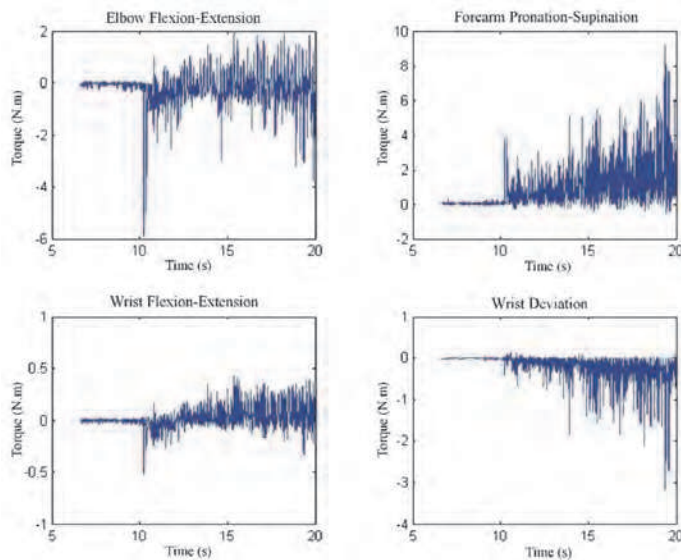 Elbow Flexion-Extension
2
0
-2
-4
-6
Torque (N.m)
5 10 15 20
Time (s)
Forearm Pronation-Supination
10
8
6
4
2
0
-2
Torque (N.m)
5 10 15 20
Time (s)
Wrist Flexion-Extension
1
0.5
0
-0.5
-1
Torque (N.m)
5 10 15 20
Time (s)
Wrist Deviation
1
0
-1
-2
-3
-4
Torque (N.m)
5 10 15 20
Time (s)